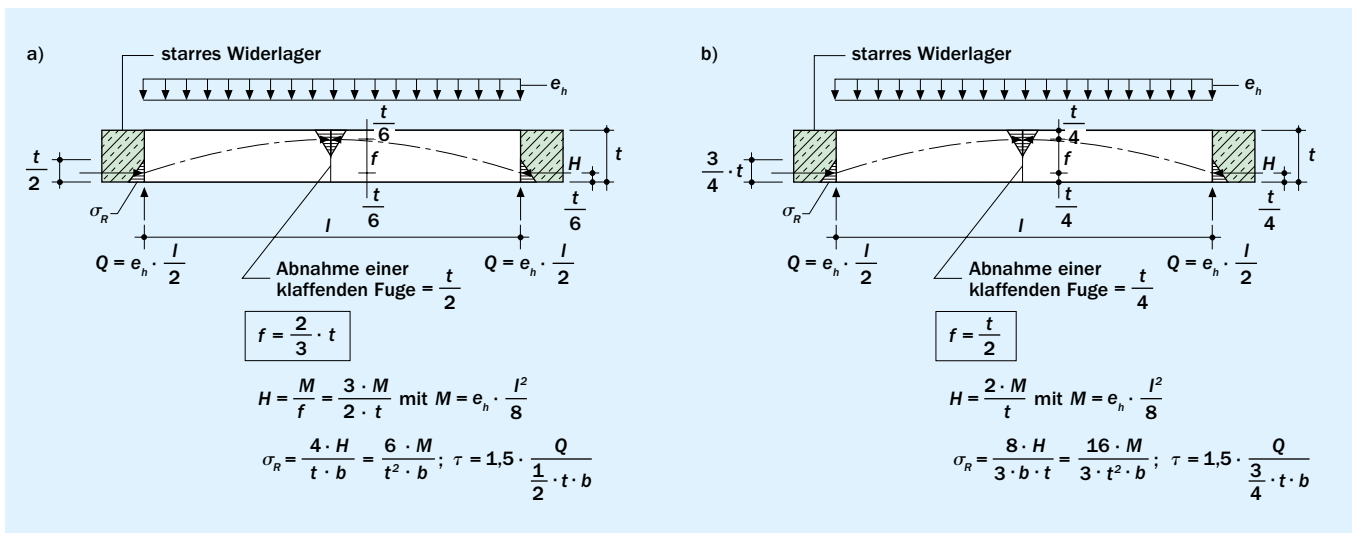 a)
starres Widerlager
e_h
t/6
f
t/6
t/2
H
t
t/6
σ_R
l
Q = e_h · l/2
Q = e_h · l/2
Abnahme einer
klaffenden Fuge = t/2
f = 2/3 · t
H = M/f = 3 · M/2 · t mit M = e_h · l²/8
σ_R = 4 · H/t · b = 6 · M/t² · b ; τ = 1,5 · Q/(1/2 · t · b)
b)
starres Widerlager
e_h
t/4
f
t/4
3/4 · t
H
t
t/4
σ_R
l
Q = e_h · l/2
Q = e_h · l/2
Abnahme einer
klaffenden Fuge = t/4
f = t/2
H = 2 · M/t mit M = e_h · l²/8
σ_R = 8 · H/3 · b · t = 16 · M/3 · t² · b ; τ = 1,5 · Q/(3/4 · t · b)